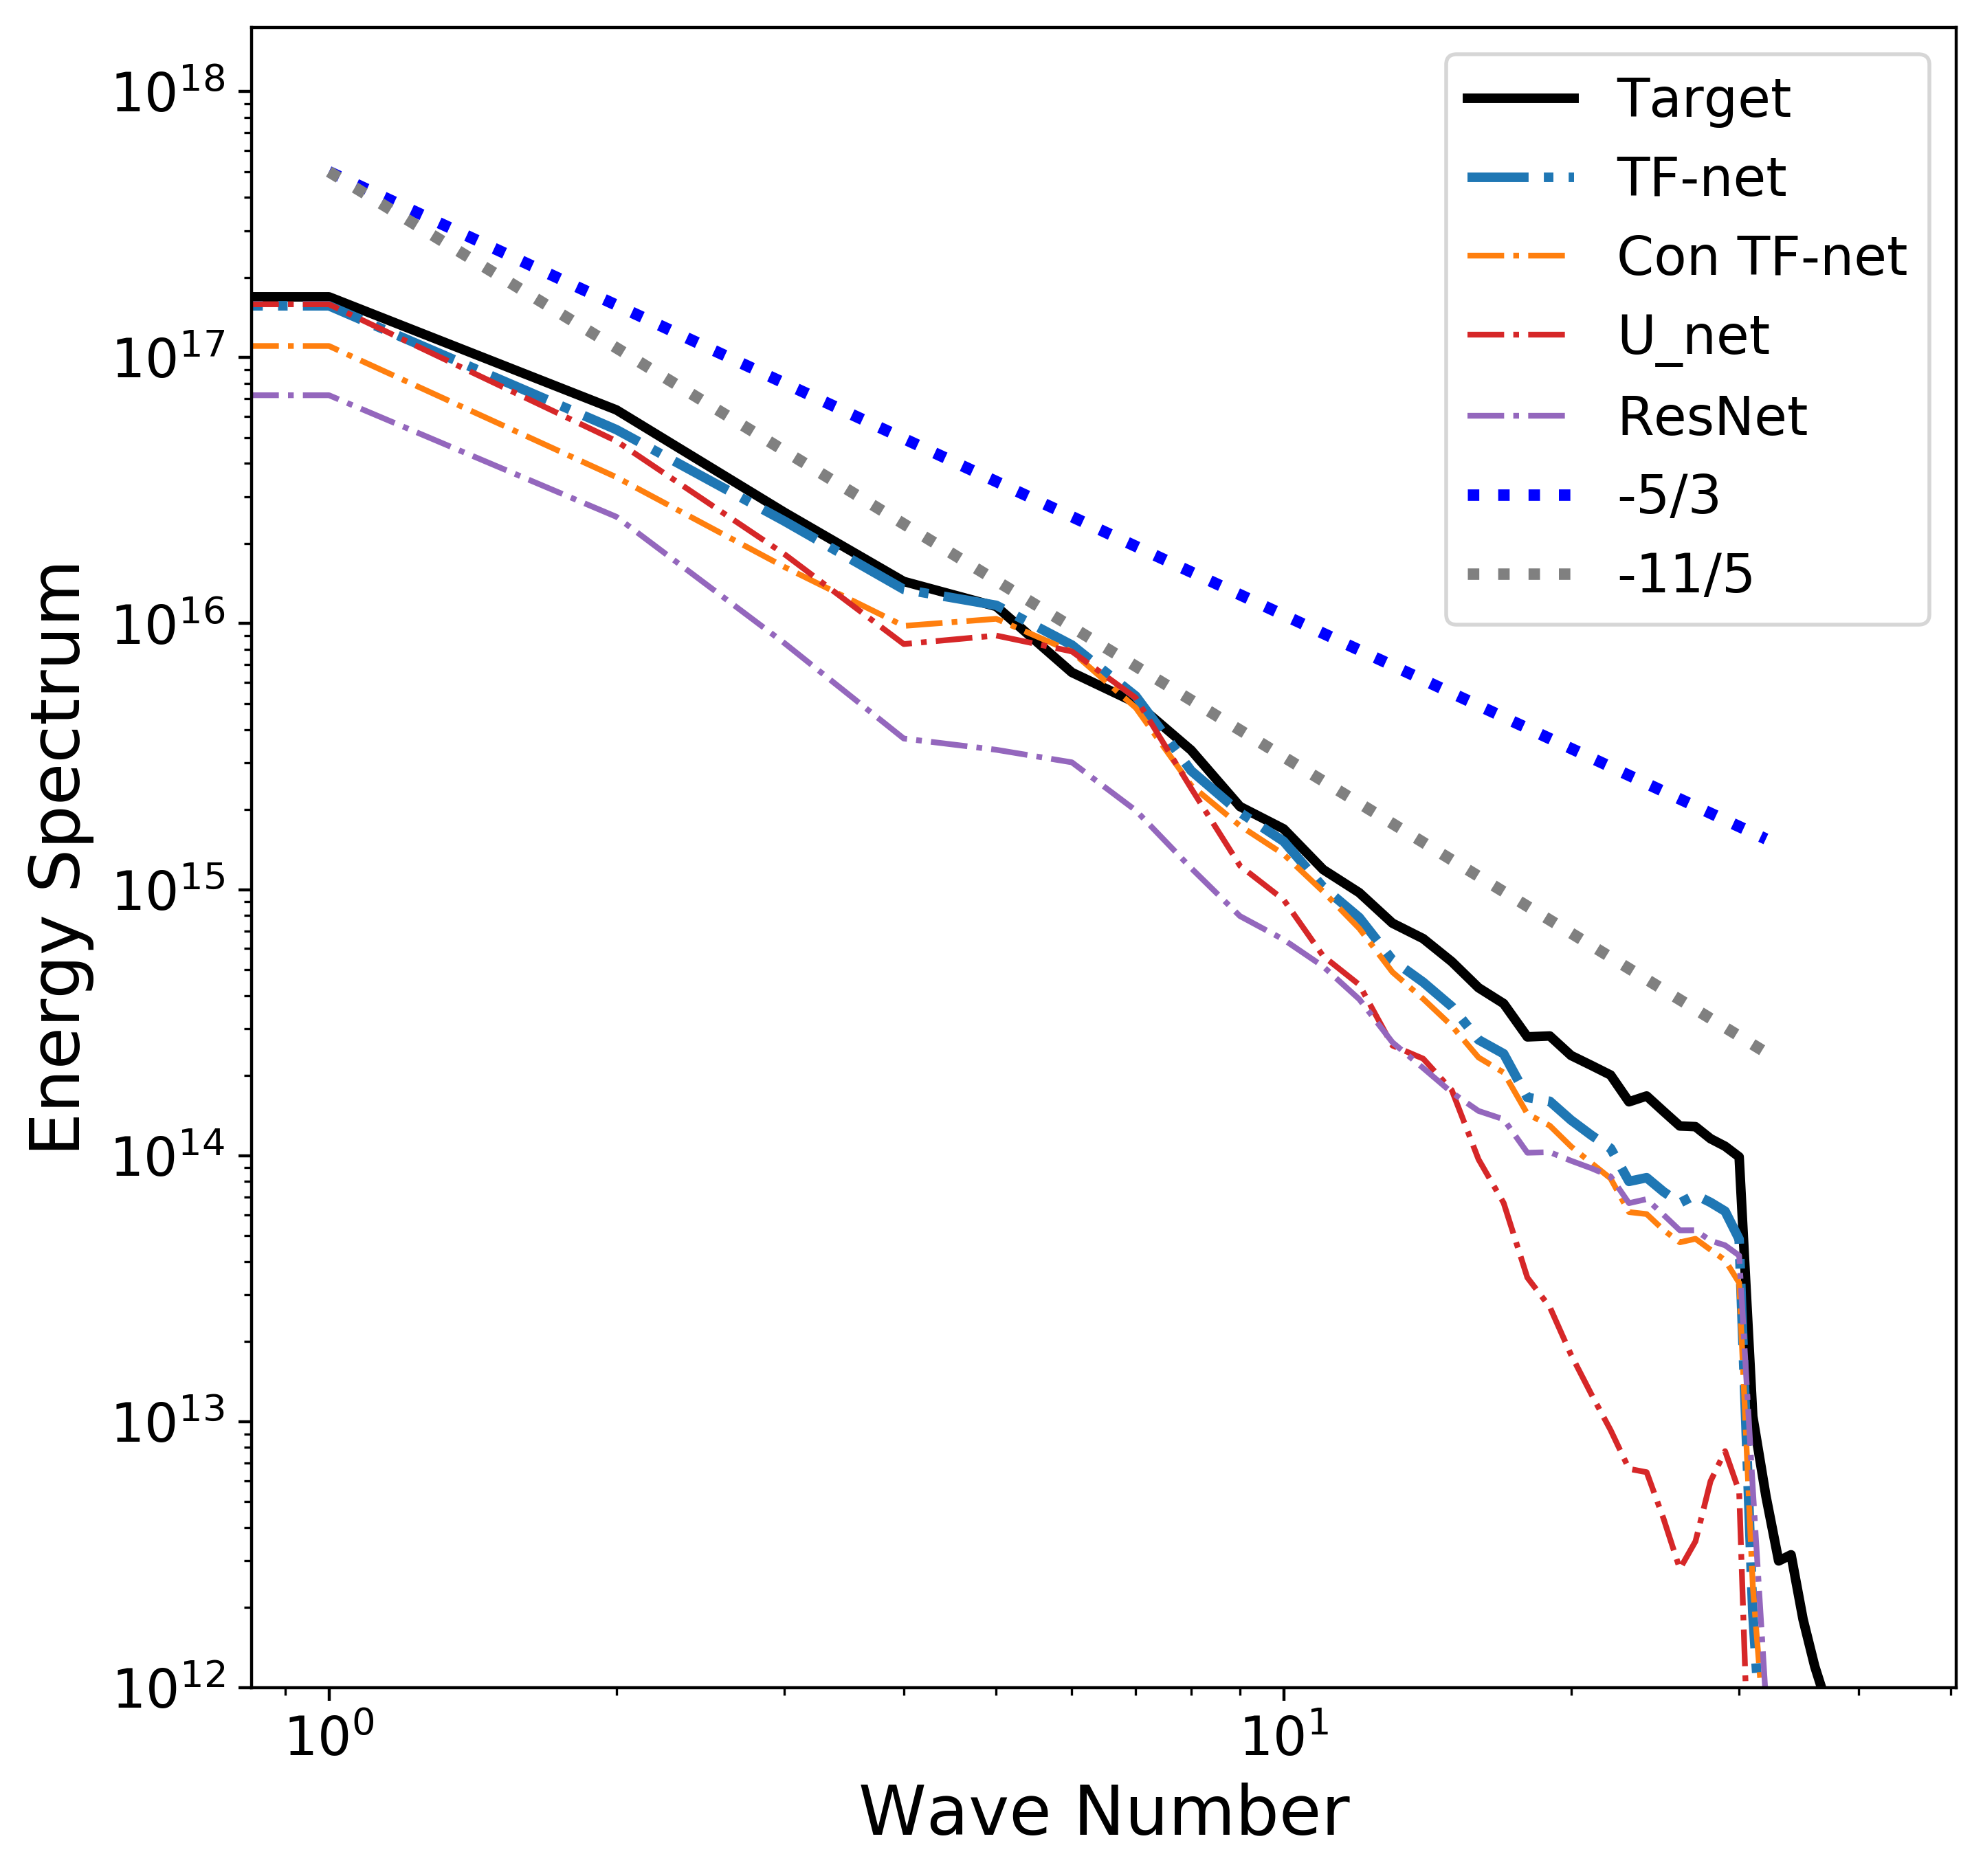 10^18
10^17
10^16
10^15
10^14
10^13
10^12
Energy Spectrum
10^0
10^1
Wave Number
Target
TF-net
Con TF-net
U_net
ResNet
-5/3
-11/5